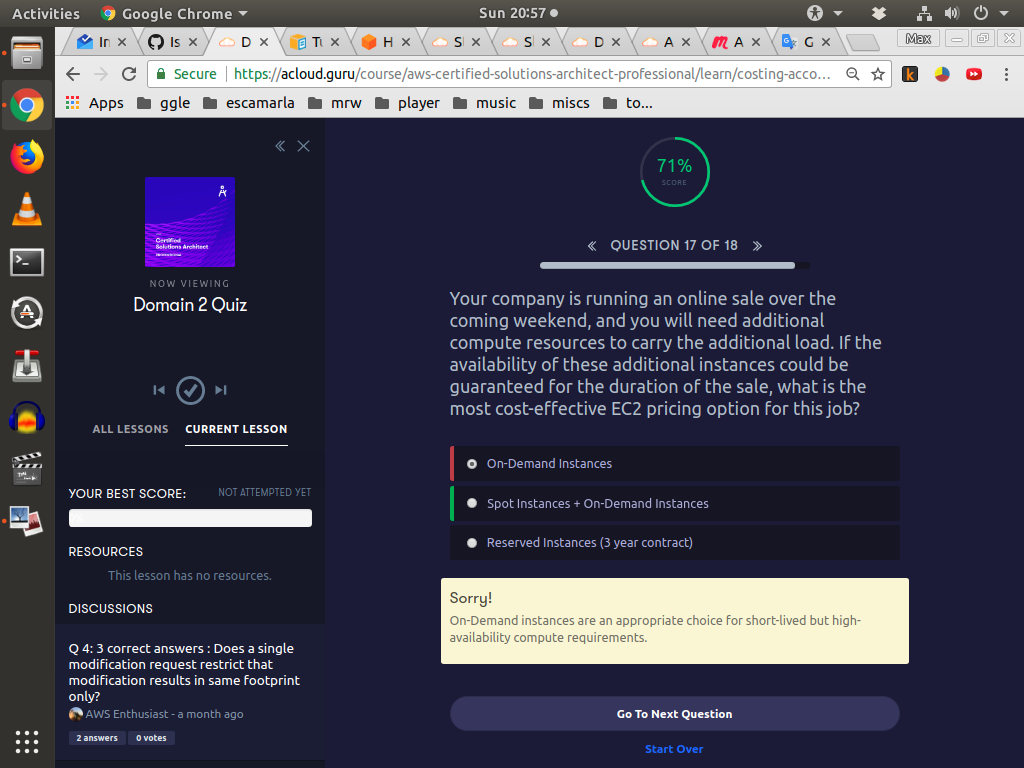 Activities
Google Chrome
Sun 20:57
In
Is
D
Tu
H
Sl
Sl
D
A
A
G
Max
Secure
https://acloud.guru/course/aws-certified-solutions-architect-professional/learn/costing-acco...
Apps
ggle
escamarla
mrw
player
music
miscs
to...
Certified
Solutions Architect
NOW VIEWING
Domain 2 Quiz
ALL LESSONS
CURRENT LESSON
YOUR BEST SCORE:
NOT ATTEMPTED YET
RESOURCES
This lesson has no resources.
DISCUSSIONS
Q 4: 3 correct answers : Does a single
modification request restrict that
modification results in same footprint
only?
AWS Enthusiast - a month ago
2 answers
0 votes
71%
SCORE
QUESTION 17 OF 18
Your company is running an online sale over the
coming weekend, and you will need additional
compute resources to carry the additional load. If the
availability of these additional instances could be
guaranteed for the duration of the sale, what is the
most cost-effective EC2 pricing option for this job?
On-Demand Instances
Spot Instances + On-Demand Instances
Reserved Instances (3 year contract)
Sorry!
On-Demand instances are an appropriate choice for short-lived but high-
availability compute requirements.
Go To Next Question
Start Over